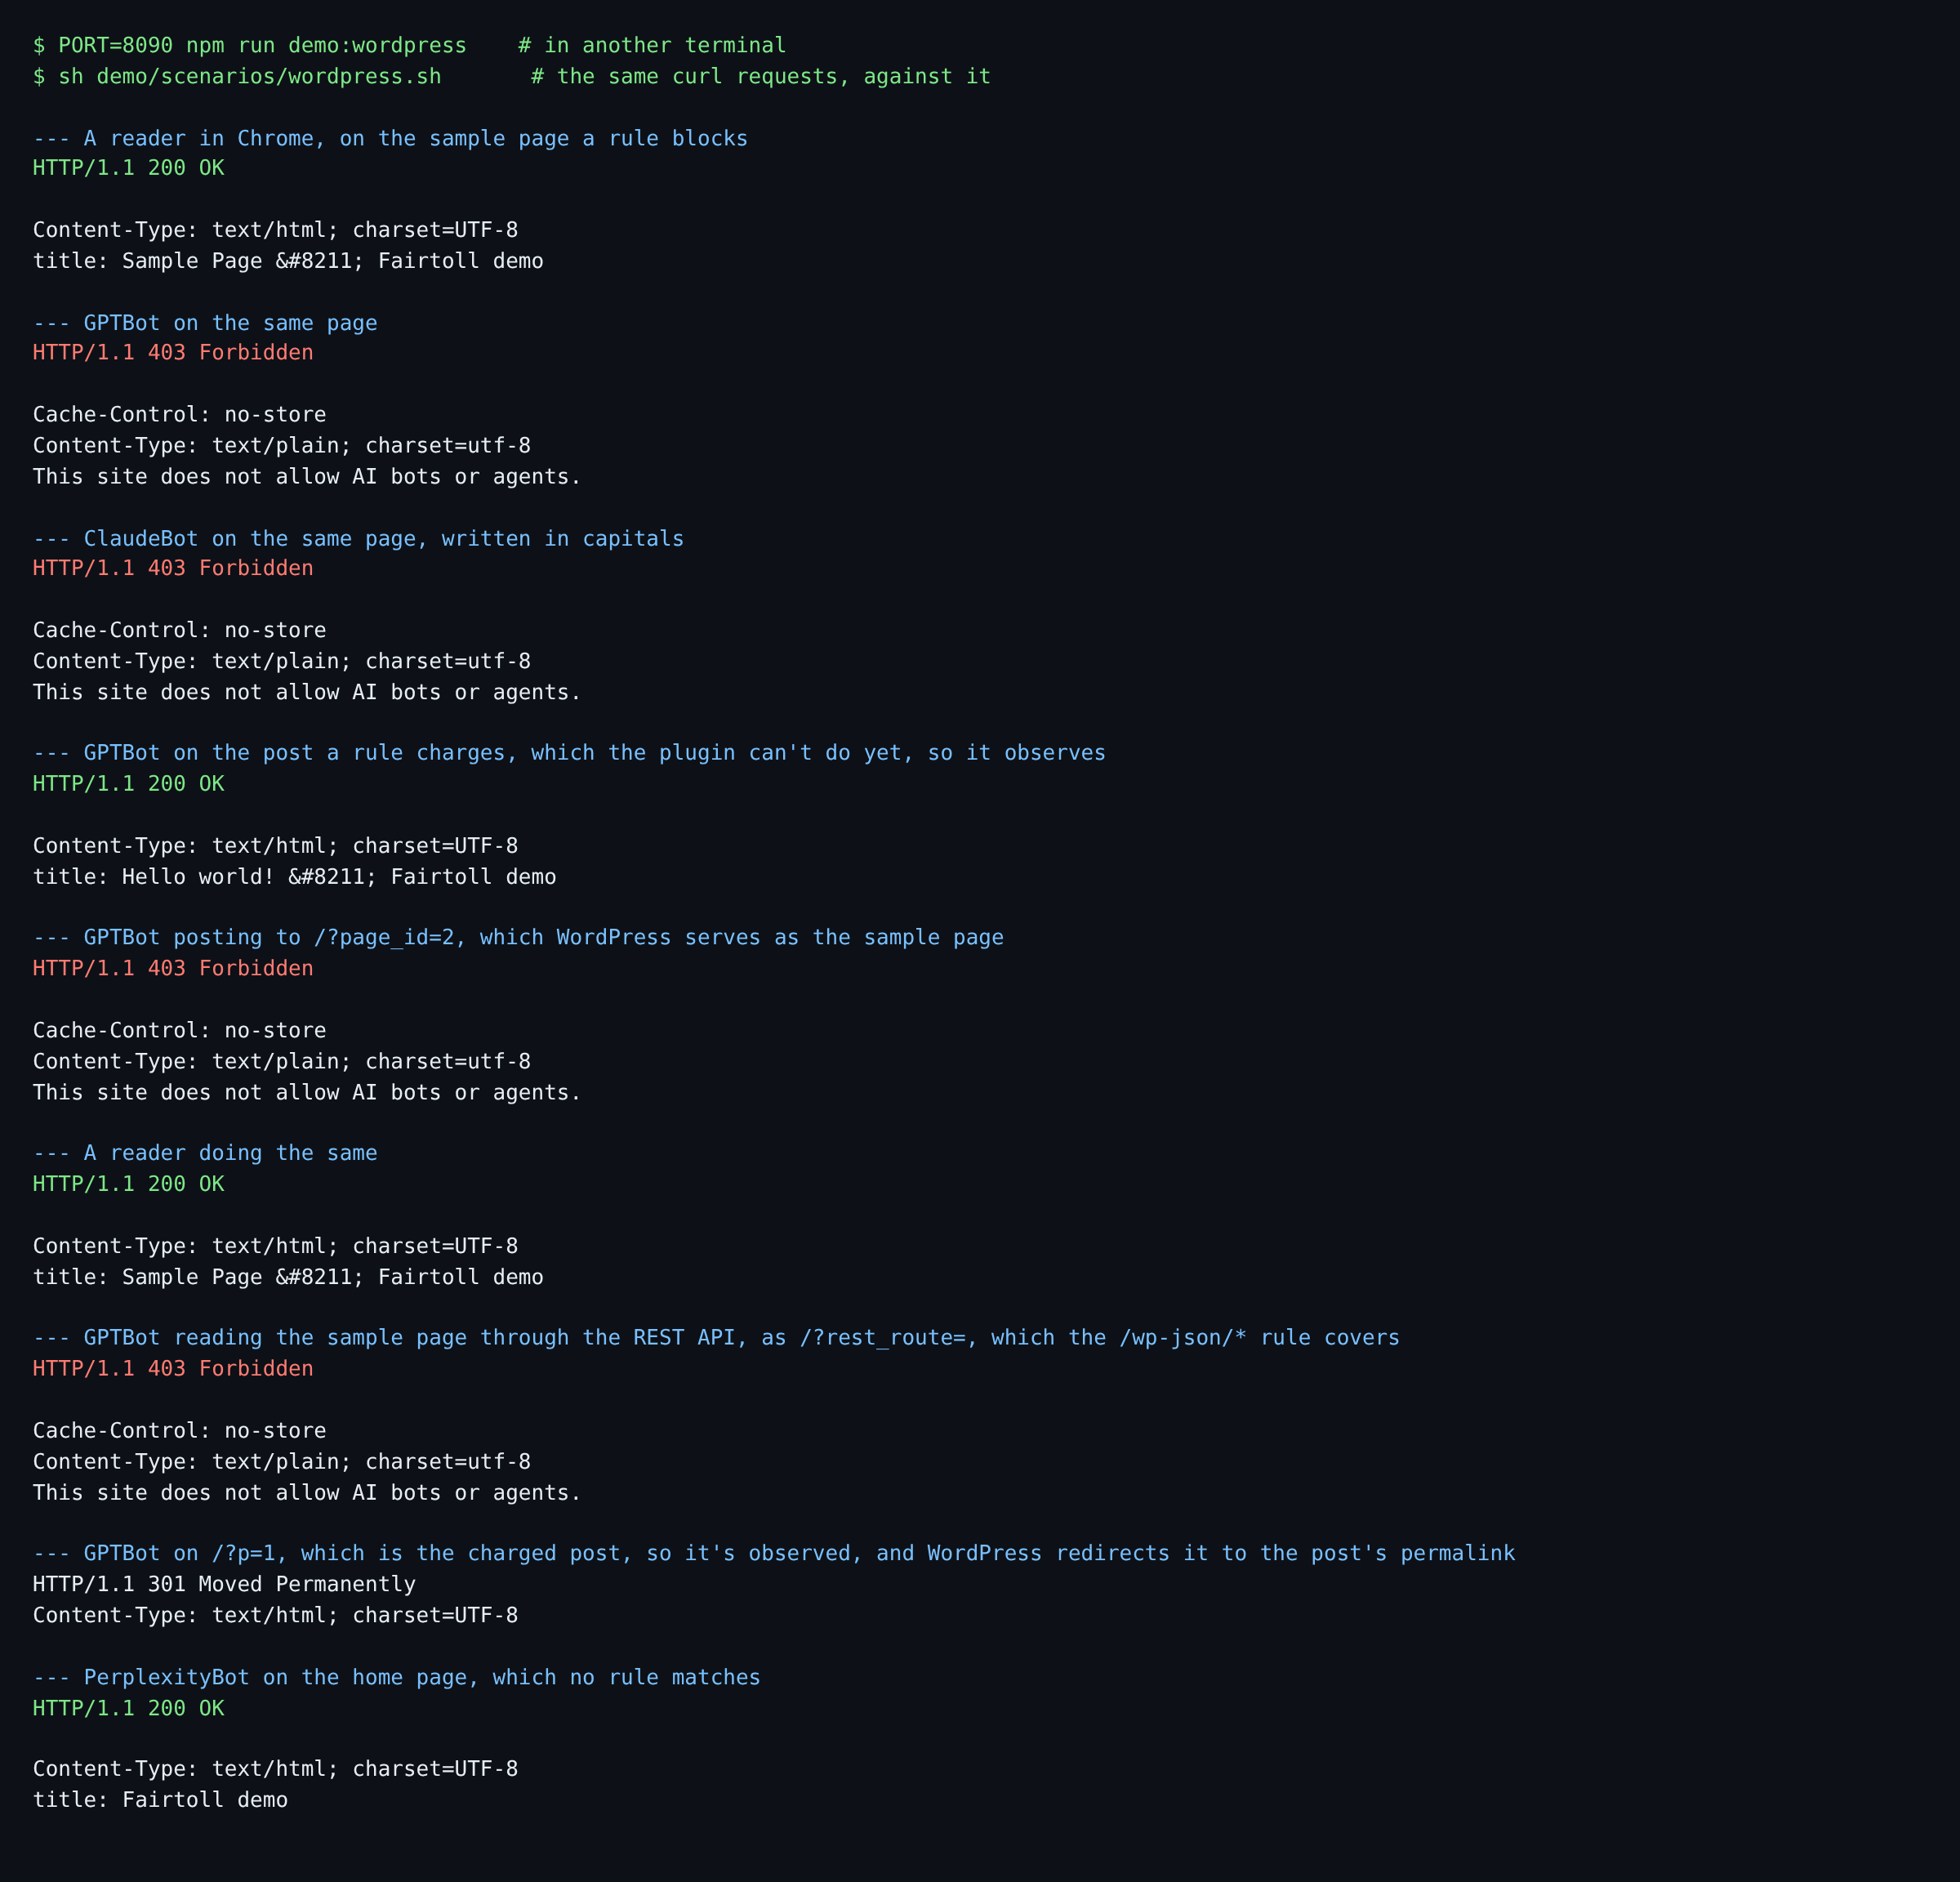 $ PORT=8090 npm run demo:wordpress    # in another terminal
$ sh demo/scenarios/wordpress.sh       # the same curl requests, against it
--- A reader in Chrome, on the sample page a rule blocks
HTTP/1.1 200 OK
Content-Type: text/html; charset=UTF-8
title: Sample Page &#8211; Fairtoll demo
--- GPTBot on the same page
HTTP/1.1 403 Forbidden
Cache-Control: no-store
Content-Type: text/plain; charset=utf-8
This site does not allow AI bots or agents.
--- ClaudeBot on the same page, written in capitals
HTTP/1.1 403 Forbidden
Cache-Control: no-store
Content-Type: text/plain; charset=utf-8
This site does not allow AI bots or agents.
--- GPTBot on the post a rule charges, which the plugin can't do yet, so it observes
HTTP/1.1 200 OK
Content-Type: text/html; charset=UTF-8
title: Hello world! &#8211; Fairtoll demo
--- GPTBot posting to /?page_id=2, which WordPress serves as the sample page
HTTP/1.1 403 Forbidden
Cache-Control: no-store
Content-Type: text/plain; charset=utf-8
This site does not allow AI bots or agents.
--- A reader doing the same
HTTP/1.1 200 OK
Content-Type: text/html; charset=UTF-8
title: Sample Page &#8211; Fairtoll demo
--- GPTBot reading the sample page through the REST API, as /?rest_route=, which the /wp-json/* rule covers
HTTP/1.1 403 Forbidden
Cache-Control: no-store
Content-Type: text/plain; charset=utf-8
This site does not allow AI bots or agents.
--- GPTBot on /?p=1, which is the charged post, so it's observed, and WordPress redirects it to the post's permalink
HTTP/1.1 301 Moved Permanently
Content-Type: text/html; charset=UTF-8
--- PerplexityBot on the home page, which no rule matches
HTTP/1.1 200 OK
Content-Type: text/html; charset=UTF-8
title: Fairtoll demo